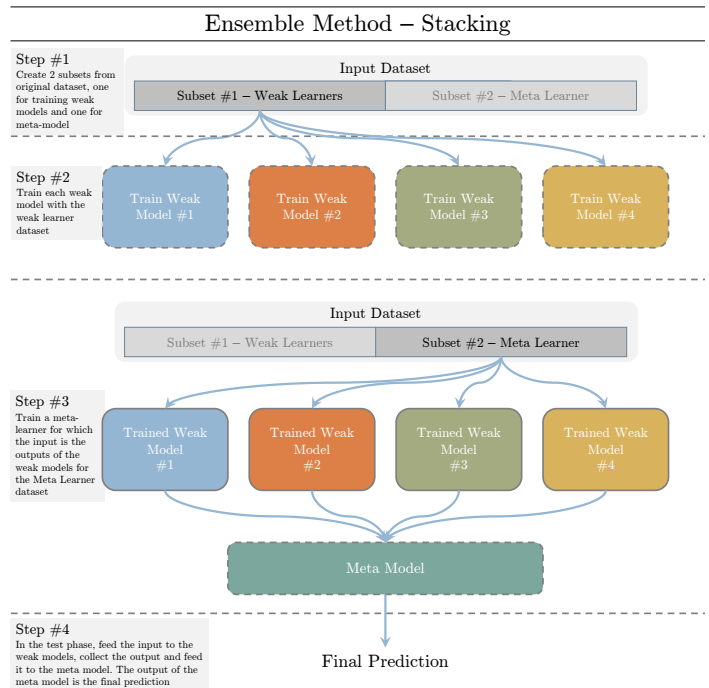 Ensemble Method – Stacking
Step #1
Create 2 subsets from
original dataset, one
for training weak
models and one for
meta-model
Input Dataset
Subset #1 – Weak Learners
Subset #2 – Meta Learner
Step #2
Train each weak
model with the
weak learner
dataset
Train Weak
Model #1
Train Weak
Model #2
Train Weak
Model #3
Train Weak
Model #4
Input Dataset
Subset #1 – Weak Learners
Subset #2 – Meta Learner
Step #3
Train a meta-
learner for which
the input is the
outputs of the
weak models for
the Meta Learner
dataset
Trained Weak
Model
#1
Trained Weak
Model
#2
Trained Weak
Model
#3
Trained Weak
Model
#4
Meta Model
Step #4
In the test phase, feed the input to the
weak models, collect the output and feed
it to the meta model. The output of the
meta model is the final prediction
Final Prediction